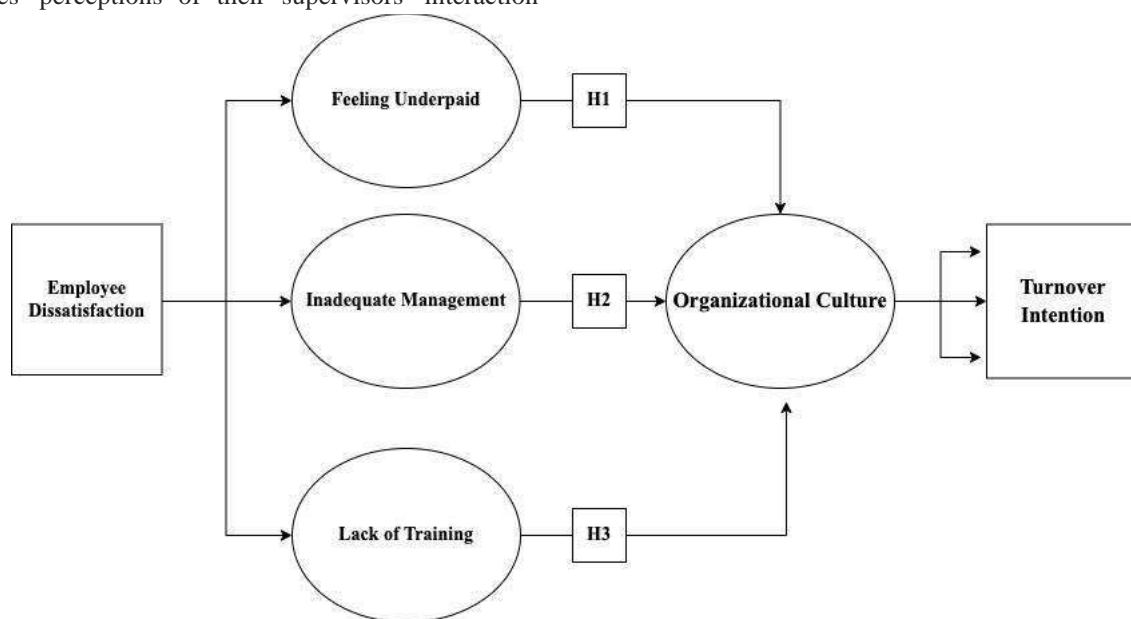 perceptions of their supervisors' interaction
Feeling Underpaid
H1
Employee
Dissatisfaction
Inadequate Management
H2
Organizational Culture
Turnover
Intention
Lack of Training
H3